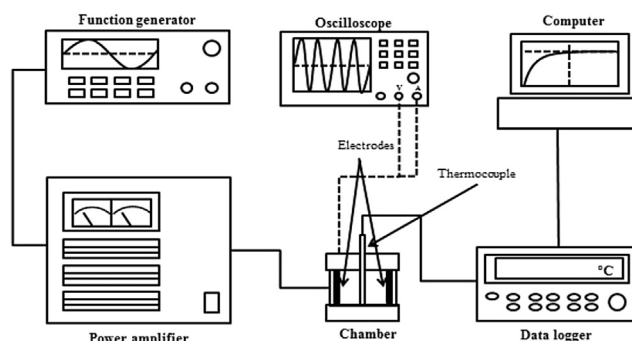 Function generator
Oscilloscope
Computer
V
A
Electrodes
Thermocouple
°C
Power amplifier
Chamber
Data logger